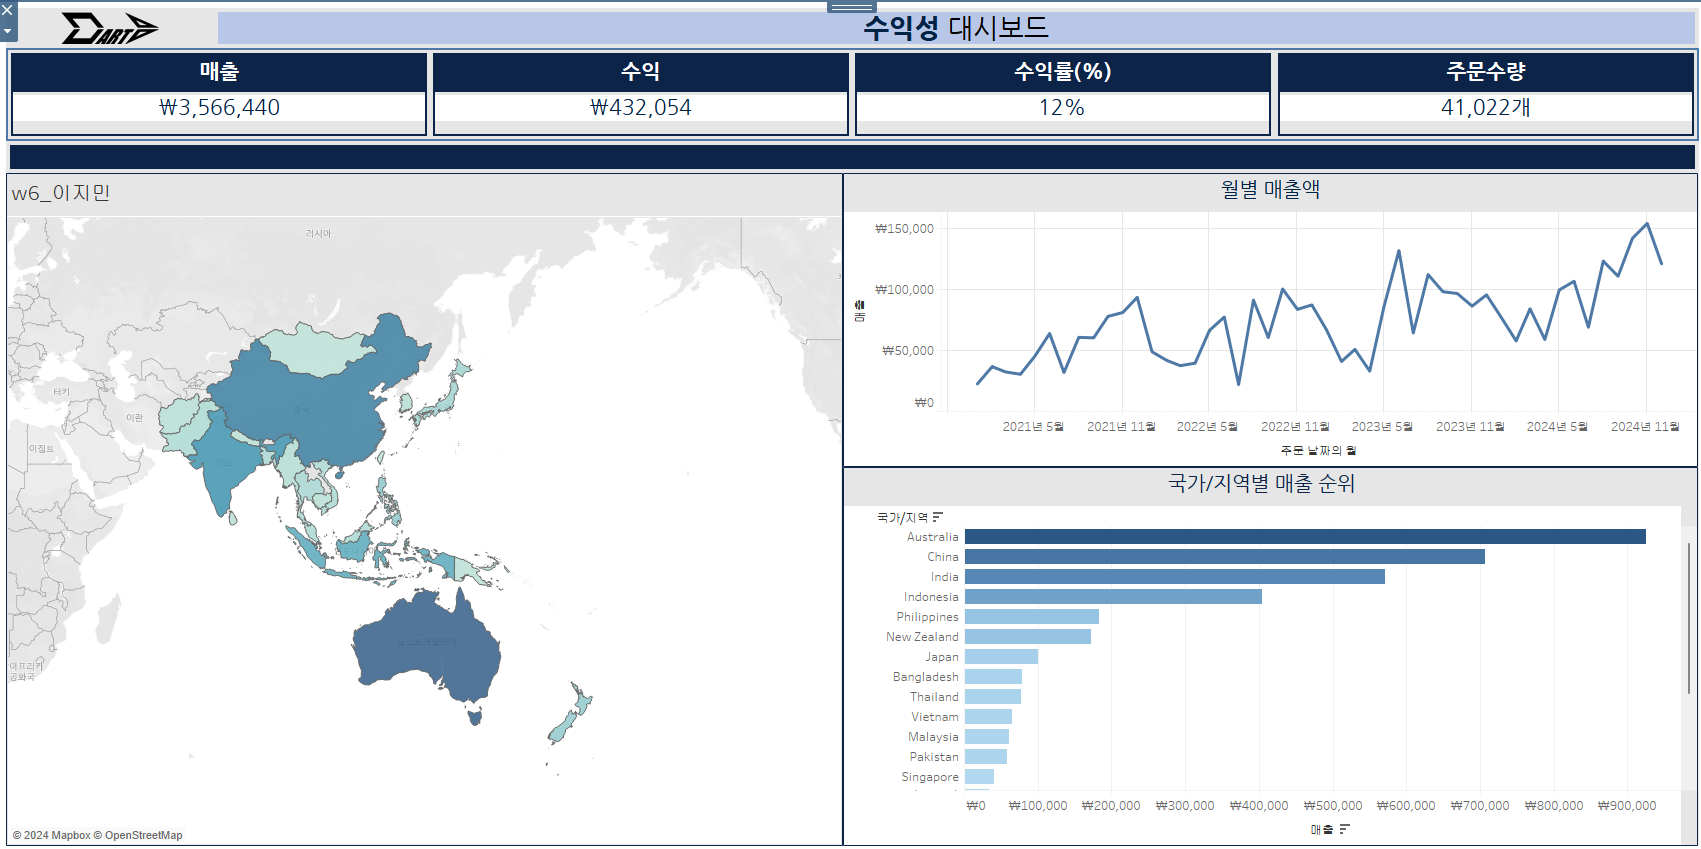 DART
수익성 대시보드
매출
₩3,566,440
수익
₩432,054
수익률(%)
12%
주문수량
41,022개
w6_이지민
러시아
터키
이란
이집트
중국
인도
인도네시아
오스트레일리아
아프리카
공화국
© 2024 Mapbox © OpenStreetMap
월별 매출액
매출
₩150,000
₩100,000
₩50,000
₩0
2021년 5월
2021년 11월
2022년 5월
2022년 11월
2023년 5월
2023년 11월
2024년 5월
2024년 11월
주문 날짜의 월
국가/지역별 매출 순위
국가/지역
Australia
China
India
Indonesia
Philippines
New Zealand
Japan
Bangladesh
Thailand
Vietnam
Malaysia
Pakistan
Singapore
₩0
₩100,000
₩200,000
₩300,000
₩400,000
₩500,000
₩600,000
₩700,000
₩800,000
₩900,000
매출